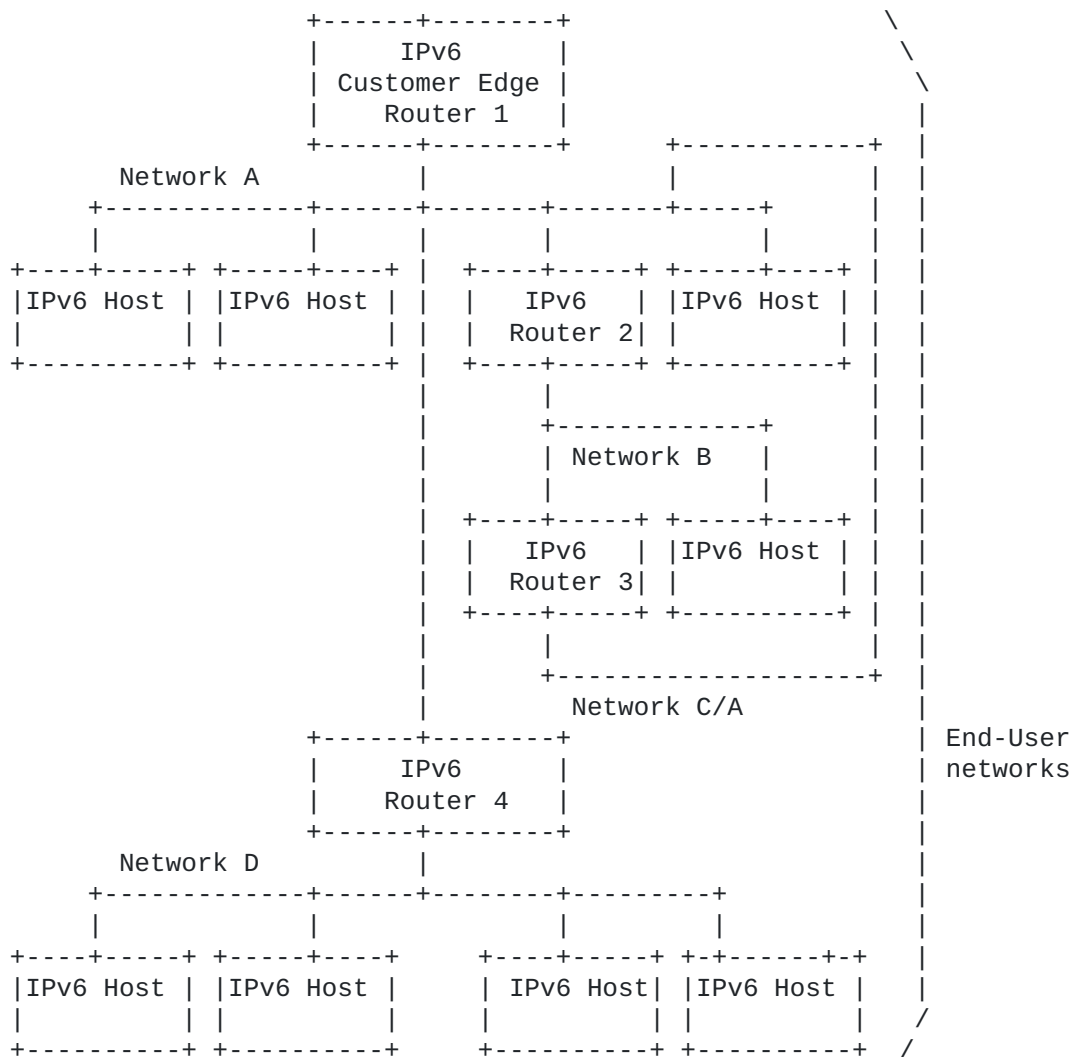 IPv6
Customer Edge
Router 1
Network A
IPv6 Host
IPv6 Host
IPv6
Router 2
IPv6 Host
Network B
IPv6
Router 3
IPv6 Host
Network C/A
End-User
networks
IPv6
Router 4
Network D
IPv6 Host
IPv6 Host
IPv6 Host
IPv6 Host